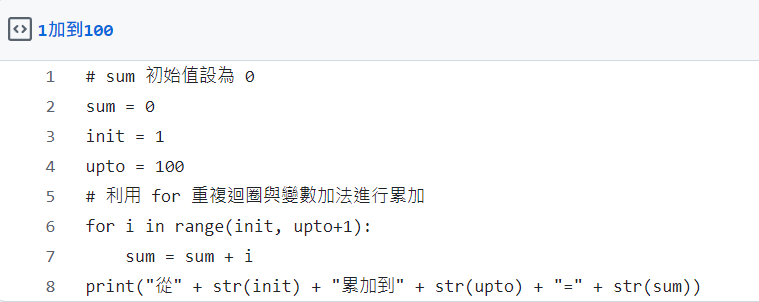 1加到100
1 # sum 初始值設為 0
2 sum = 0
3 init = 1
4 upto = 100
5 # 利用 for 重複迴圈與變數加法進行累加
6 for i in range(init, upto+1):
7     sum = sum + i
8 print("從" + str(init) + "累加到" + str(upto) + "=" + str(sum))